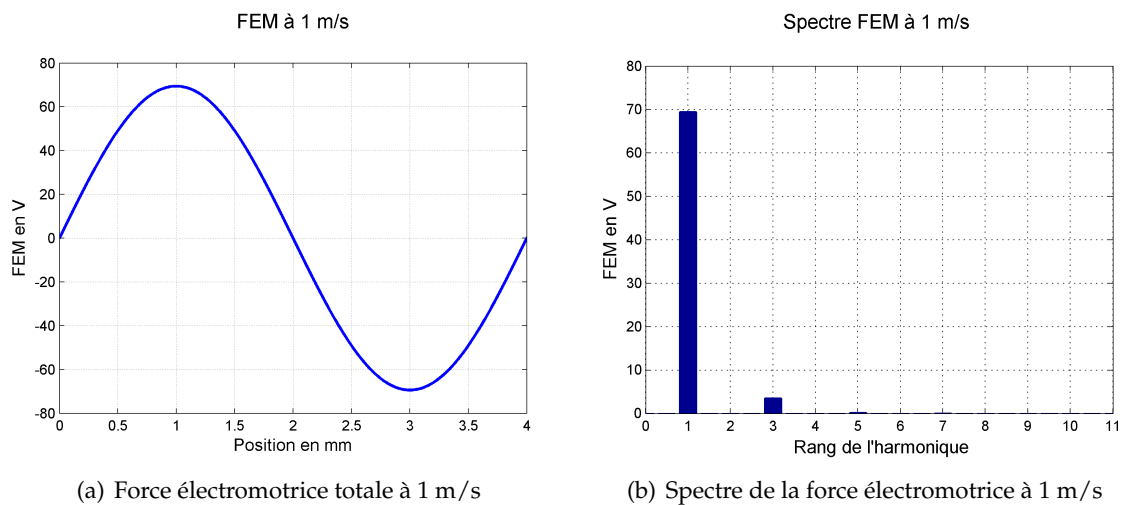 FEM à 1 m/s
80
60
40
20
0
-20
-40
-60
-80
FEM en V
0 0.5 1 1.5 2 2.5 3 3.5 4
Position en mm
(a) Force électromotrice totale à 1 m/s
Spectre FEM à 1 m/s
80
70
60
50
40
30
20
10
0
FEM en V
0 1 2 3 4 5 6 7 8 9 10 11
Rang de l'harmonique
(b) Spectre de la force électromotrice à 1 m/s